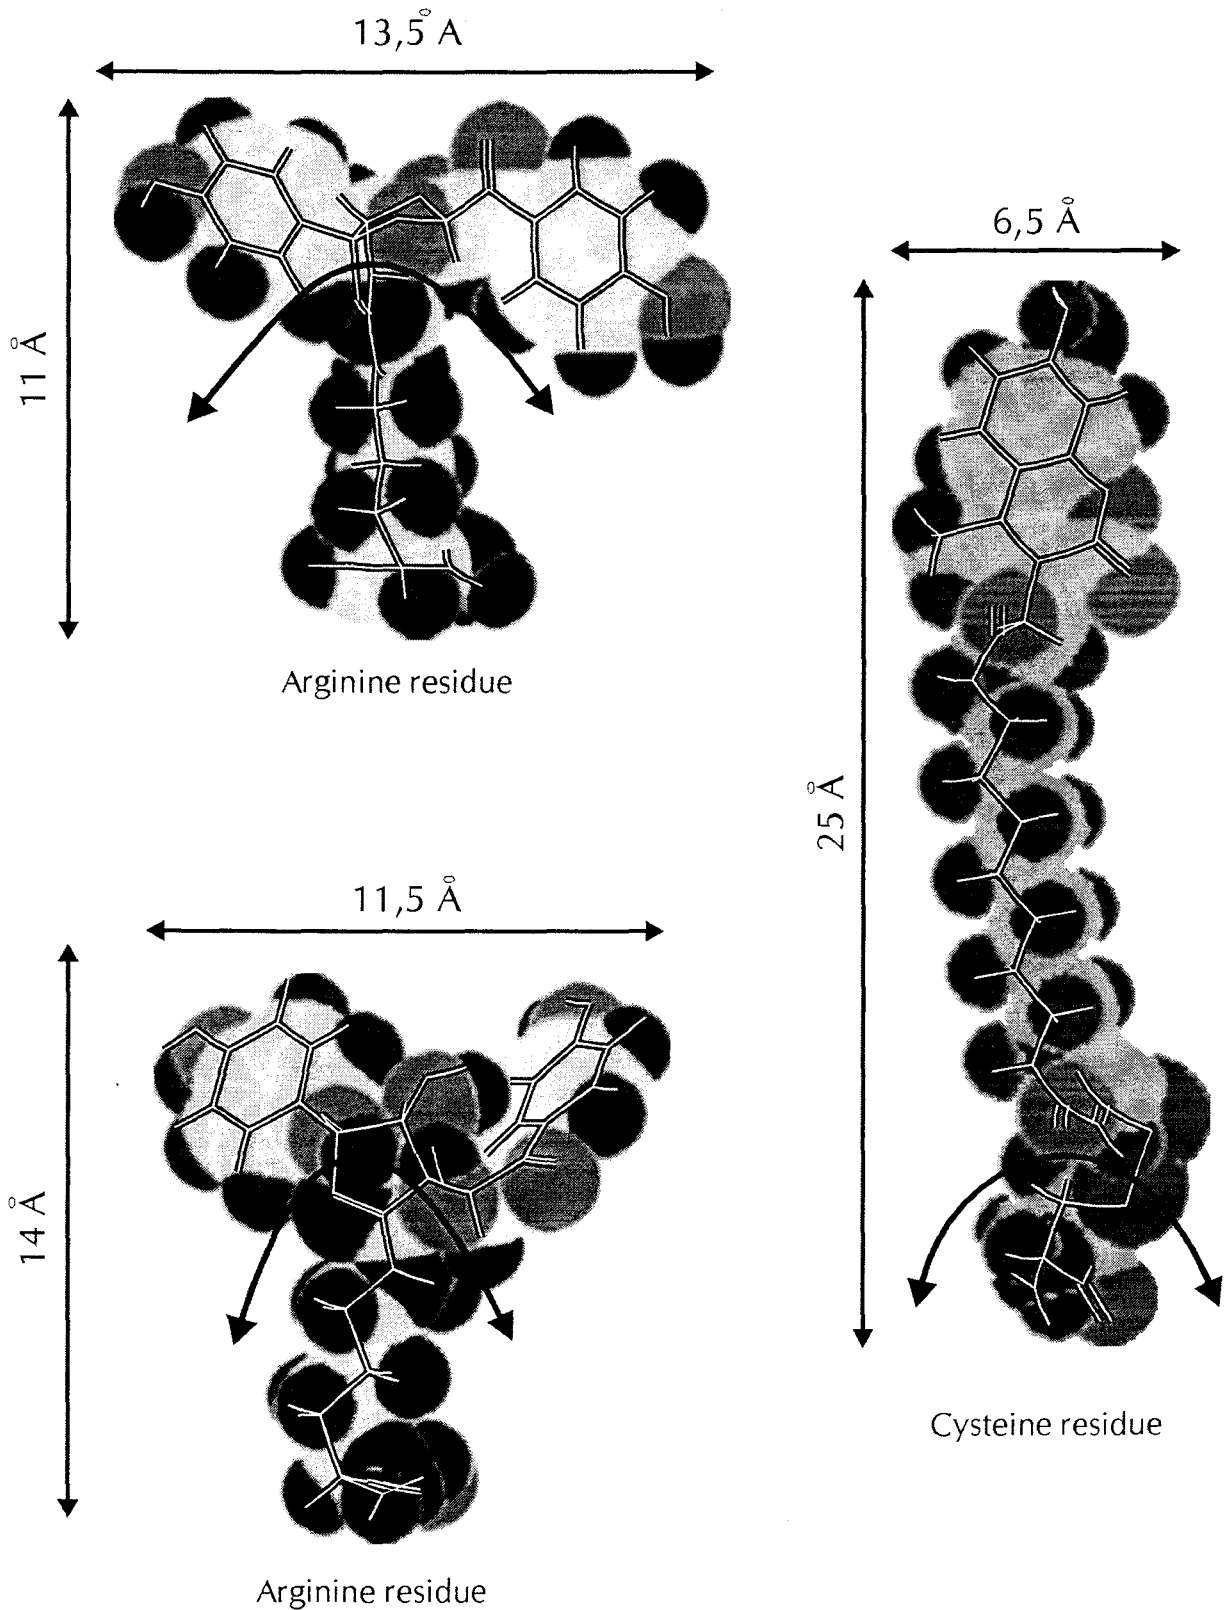 13,5 Å
11 Å
Arginine residue
6,5 Å
25 Å
Cysteine residue
11,5 Å
14 Å
Arginine residue